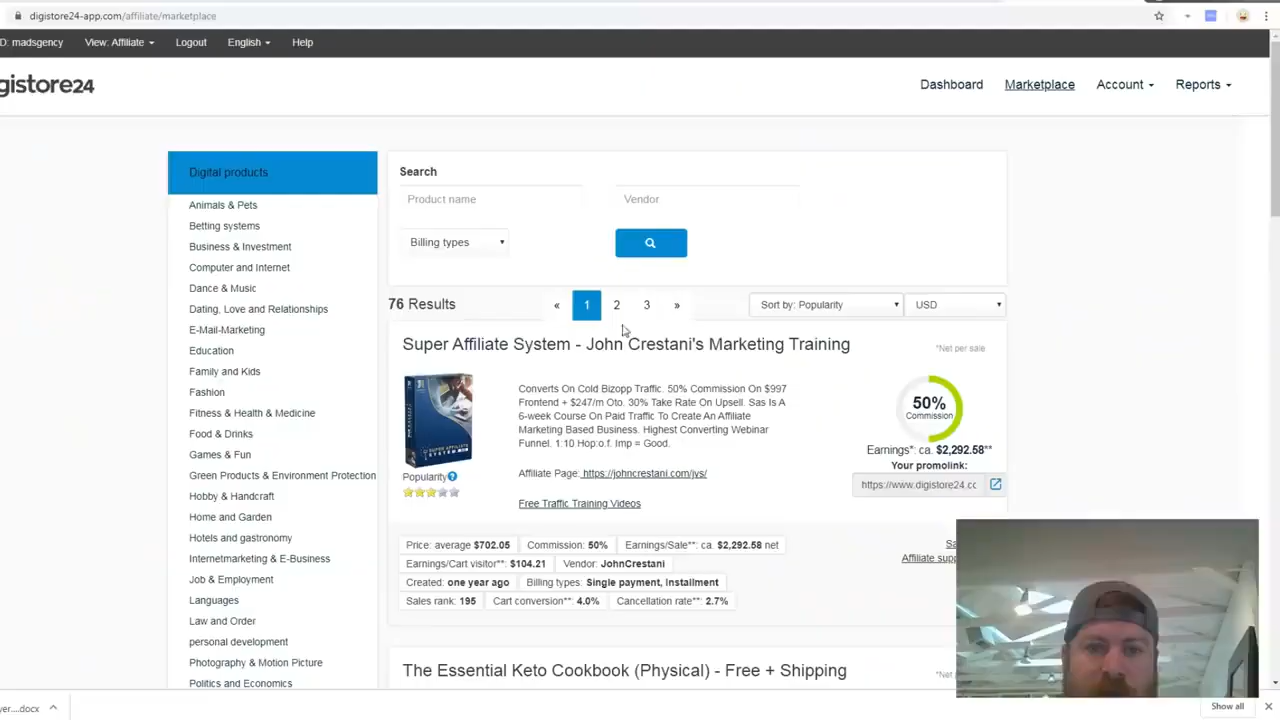 digistore24-app.com/affiliate/marketplace
D: madsgency View: Affiliate Logout English Help
gistore24
Dashboard Marketplace Account Reports
Digital products
Animals & Pets
Betting systems
Business & Investment
Computer and Internet
Dance & Music
Dating, Love and Relationships
E-Mail-Marketing
Education
Family and Kids
Fashion
Fitness & Health & Medicine
Food & Drinks
Games & Fun
Green Products & Environment Protection
Hobby & Handcraft
Home and Garden
Hotels and gastronomy
Internetmarketing & E-Business
Job & Employment
Languages
Law and Order
personal development
Photography & Motion Picture
Politics and Economics
Search
Product name Vendor
Billing types
76 Results « 1 2 3 » Sort by: Popularity USD
Super Affiliate System - John Crestani's Marketing Training *Net per sale
Converts On Cold Bizopp Traffic. 50% Commission On $997
Frontend + $247/m Oto. 30% Take Rate On Upsell. Sas Is A
6-week Course On Paid Traffic To Create An Affiliate
Marketing Based Business. Highest Converting Webinar
Funnel. 1:10 Hop:o.f. Imp = Good.
Affiliate Page: https://johncrestani.com/jvs/
Free Traffic Training Videos
Popularity
50%
Commission
Earnings*: ca. $2,292.58**
Your promolink:
https://www.digistore24.cc
Price: average $702.05 Commission: 50% Earnings/Sale**: ca. $2,292.58 net
Earnings/Cart visitor**: $104.21 Vendor: JohnCrestani
Created: one year ago Billing types: Single payment, Installment
Sales rank: 195 Cart conversion**: 4.0% Cancellation rate**: 2.7%
Sa
Affiliate supp
The Essential Keto Cookbook (Physical) - Free + Shipping *Net p
yer....docx Show all